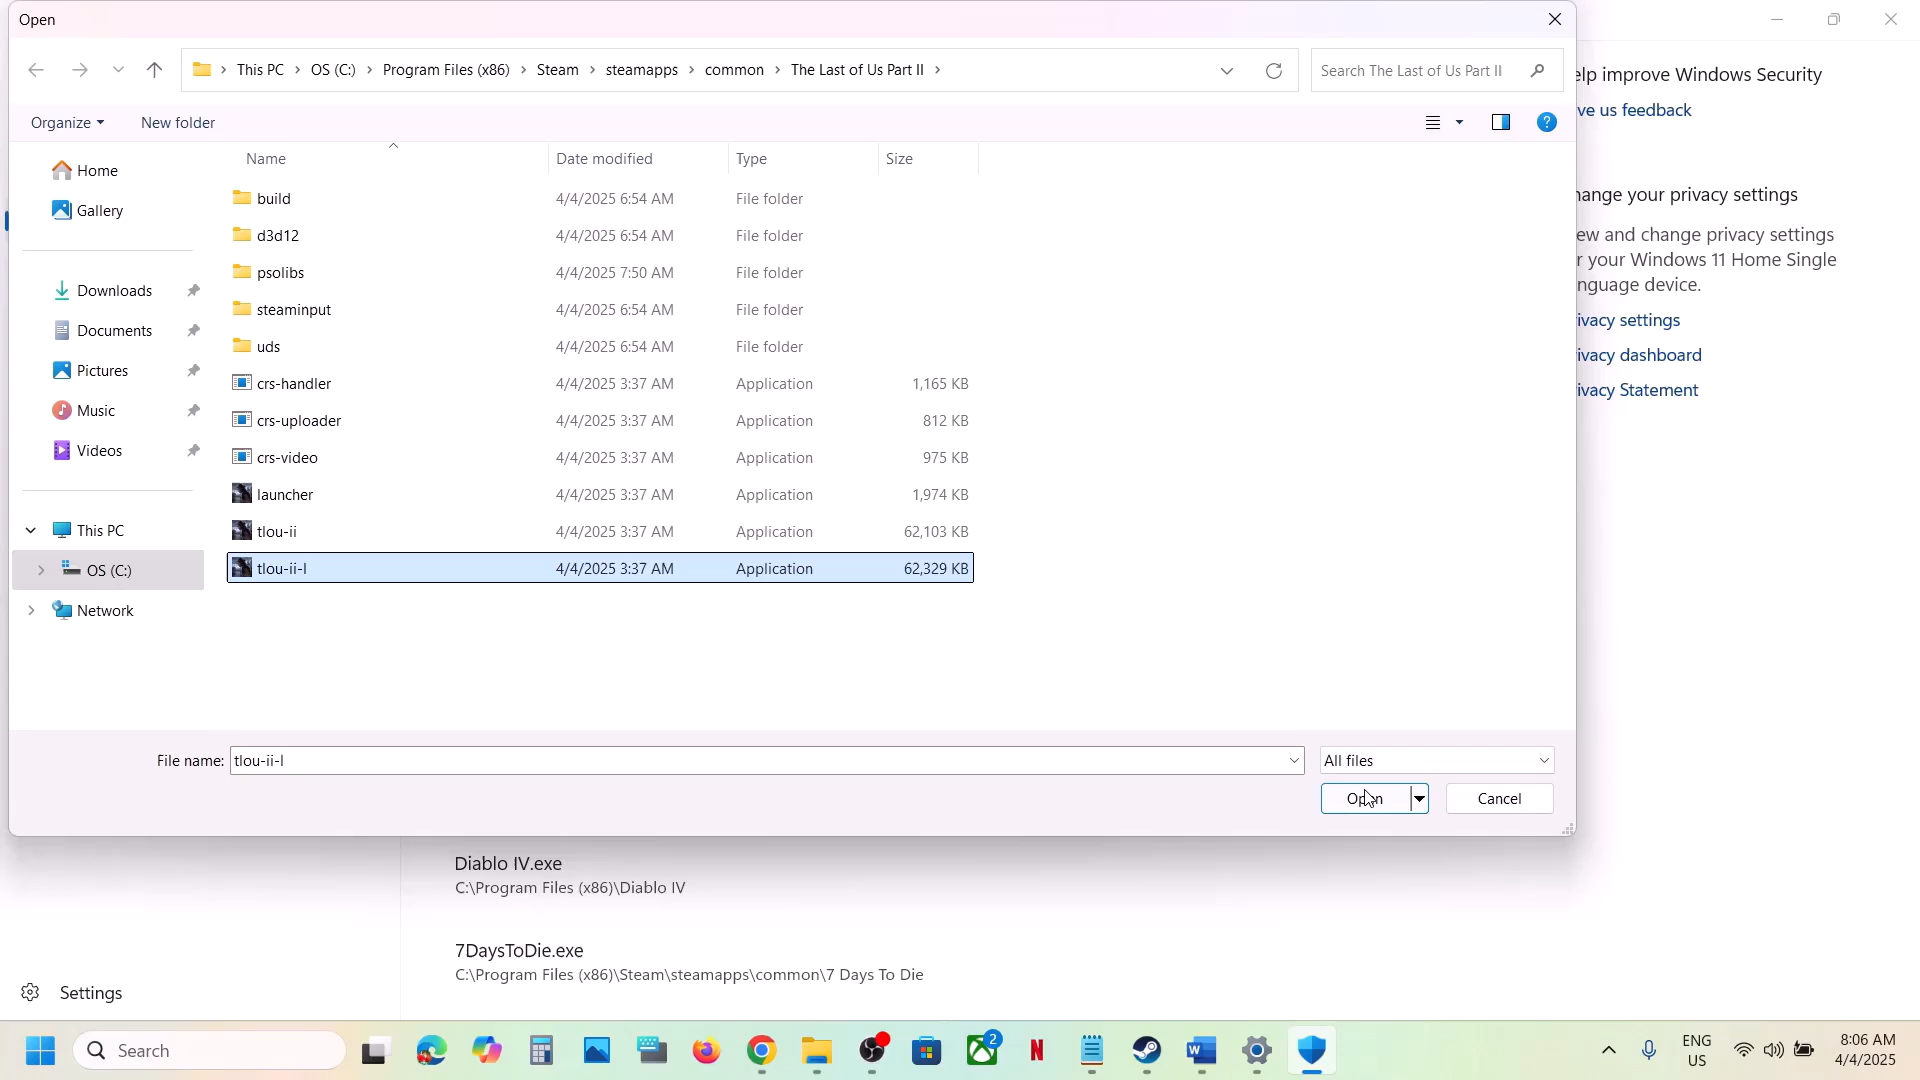 Open
This PC > OS (C:) > Program Files (x86) > Steam > steamapps > common > The Last of Us Part II >
Search The Last of Us Part II
Organize
New folder
Name
Date modified
Type
Size
Home
Gallery
Downloads
Documents
Pictures
Music
Videos
This PC
OS (C:)
Network
build 4/4/2025 6:54 AM File folder
d3d12 4/4/2025 6:54 AM File folder
psolibs 4/4/2025 7:50 AM File folder
steaminput 4/4/2025 6:54 AM File folder
uds 4/4/2025 6:54 AM File folder
crs-handler 4/4/2025 3:37 AM Application 1,165 KB
crs-uploader 4/4/2025 3:37 AM Application 812 KB
crs-video 4/4/2025 3:37 AM Application 975 KB
launcher 4/4/2025 3:37 AM Application 1,974 KB
tlou-ii 4/4/2025 3:37 AM Application 62,103 KB
tlou-ii-l 4/4/2025 3:37 AM Application 62,329 KB
File name: tlou-ii-l
All files
Open
Cancel
elp improve Windows Security
ve us feedback
ange your privacy settings
ew and change privacy settings
r your Windows 11 Home Single
nguage device.
ivacy settings
ivacy dashboard
ivacy Statement
Diablo IV.exe
C:\Program Files (x86)\Diablo IV
7DaysToDie.exe
C:\Program Files (x86)\Steam\steamapps\common\7 Days To Die
Settings
Search
2
ENG
US
8:06 AM
4/4/2025